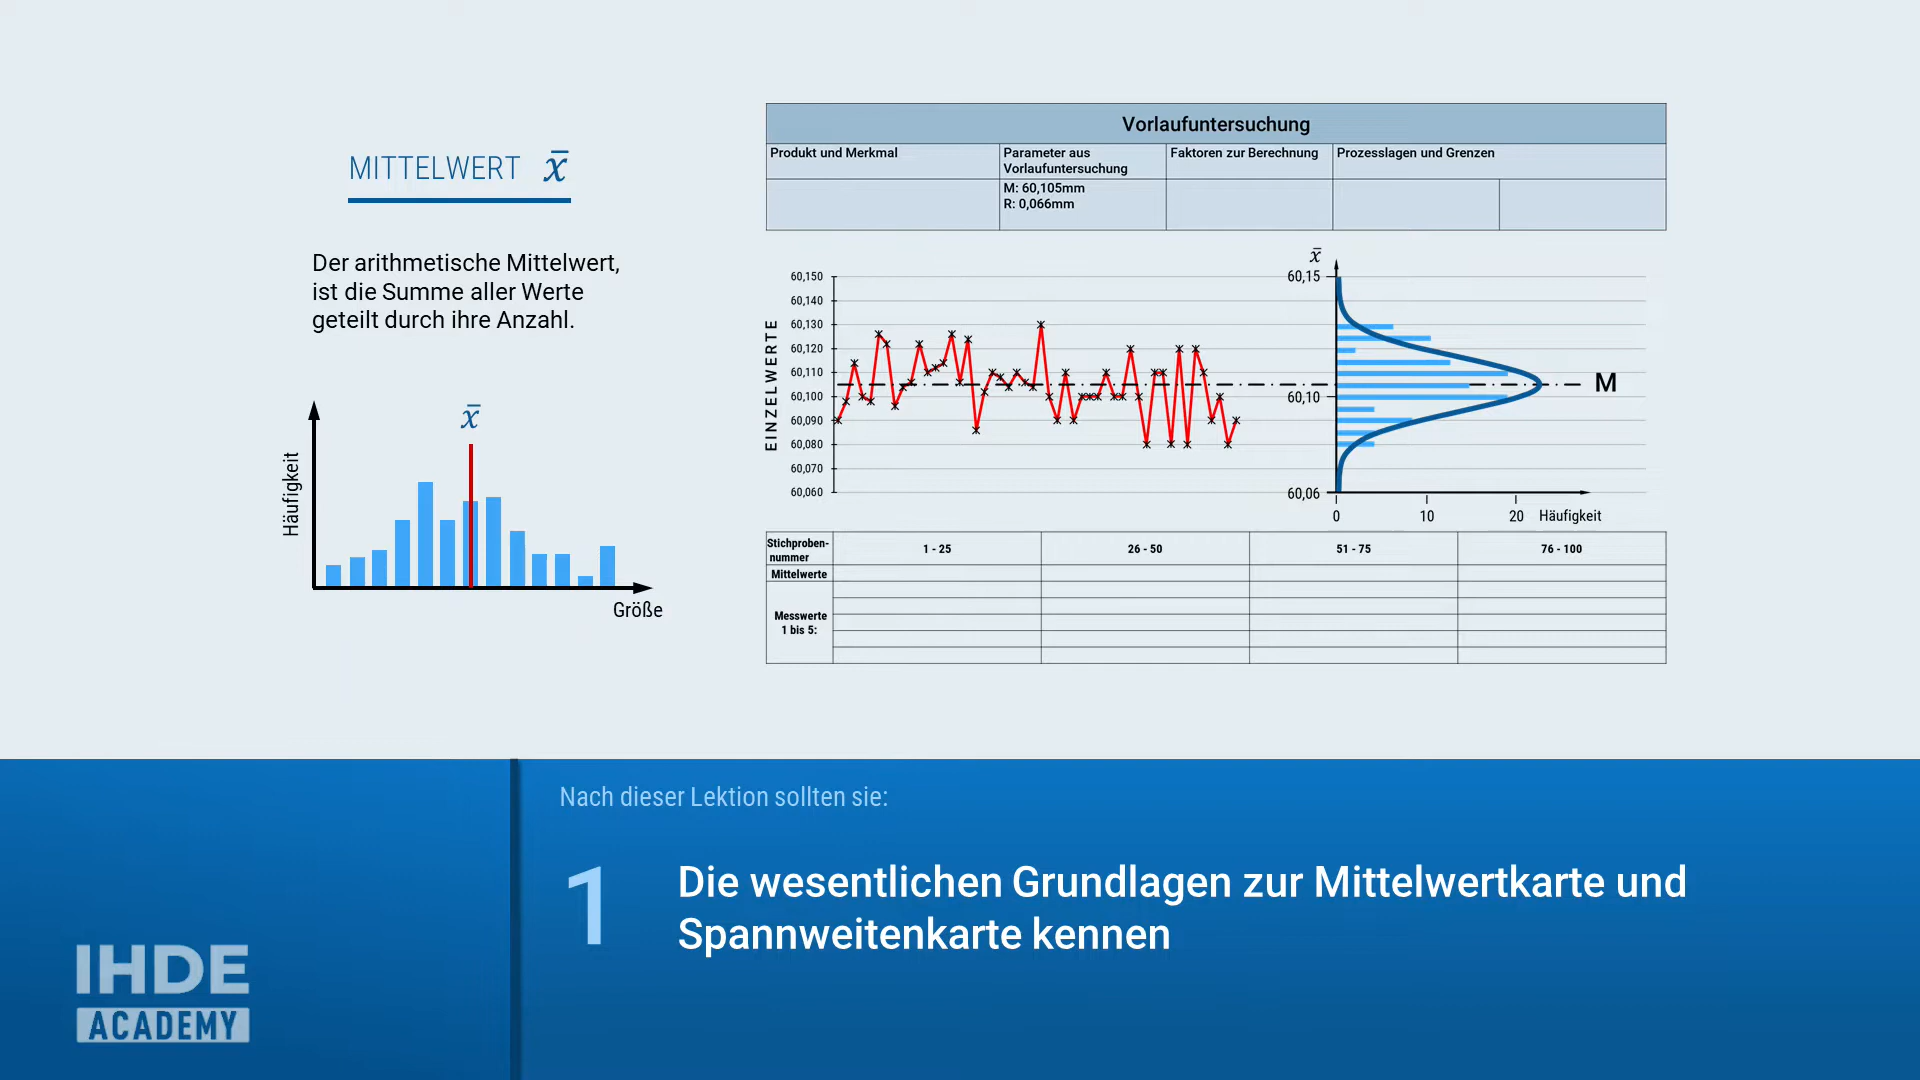 MITTELWERT x̄
Der arithmetische Mittelwert,
ist die Summe aller Werte
geteilt durch ihre Anzahl.
x̄
Häufigkeit
Größe
Vorlaufuntersuchung
Produkt und Merkmal
Parameter aus
Vorlaufuntersuchung
Faktoren zur Berechnung
Prozesslagen und Grenzen
M: 60,105mm
R: 0,066mm
EINZELWERTE
60,150
60,140
60,130
60,120
60,110
60,100
60,090
60,080
60,070
60,060
x̄
60,15
60,10
60,06
M
0 10 20 Häufigkeit
Stichproben-
nummer
1 - 25
26 - 50
51 - 75
76 - 100
Mittelwerte
Messwerte
1 bis 5:
Nach dieser Lektion sollten sie:
1
Die wesentlichen Grundlagen zur Mittelwertkarte und
Spannweitenkarte kennen
IHDE
ACADEMY